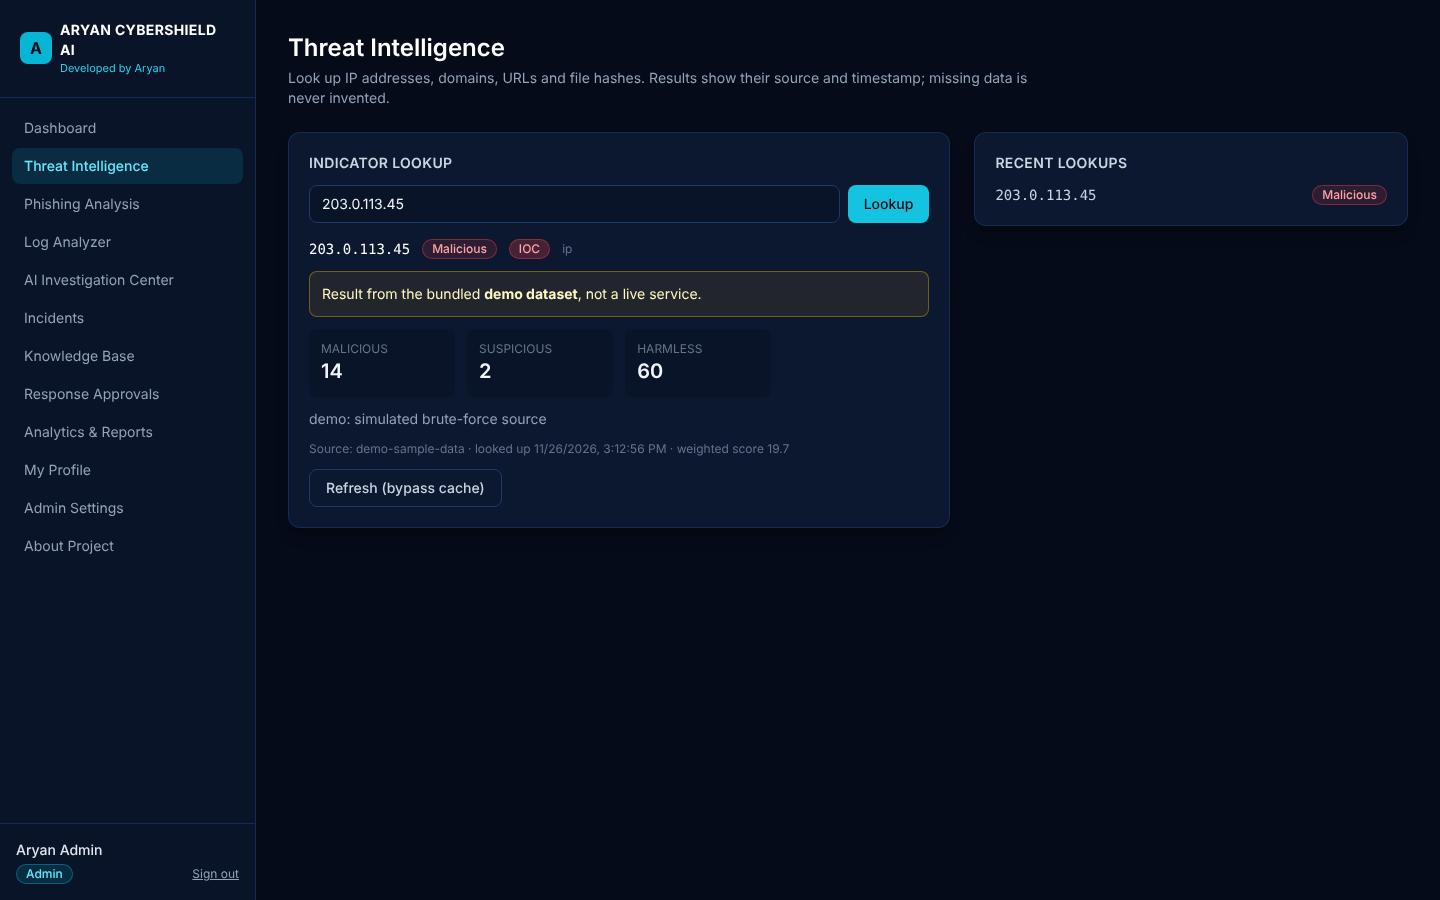 A
ARYAN CYBERSHIELD
AI
Developed by Aryan
Dashboard
Threat Intelligence
Phishing Analysis
Log Analyzer
AI Investigation Center
Incidents
Knowledge Base
Response Approvals
Analytics & Reports
My Profile
Admin Settings
About Project
Aryan Admin
Admin
Sign out
Threat Intelligence
Look up IP addresses, domains, URLs and file hashes. Results show their source and timestamp; missing data is
never invented.
INDICATOR LOOKUP
203.0.113.45
Lookup
203.0.113.45 Malicious IOC ip
Result from the bundled demo dataset, not a live service.
MALICIOUS
14
SUSPICIOUS
2
HARMLESS
60
demo: simulated brute-force source
Source: demo-sample-data · looked up 11/26/2026, 3:12:56 PM · weighted score 19.7
Refresh (bypass cache)
RECENT LOOKUPS
203.0.113.45 Malicious